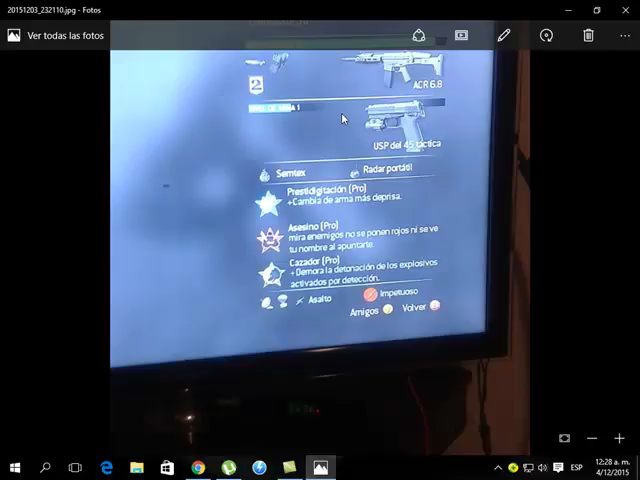 20151203_232110.jpg - Fotos
Ver todas las fotos
ACR 6.8
2
NIVEL DE ARMA 1
USP del .45 táctica
Semtex
Radar portátil
Prestidigitación (Pro)
+Cambia de arma más deprisa.
Asesino (Pro)
mira enemigos no se ponen rojos ni se ve
tu nombre al apuntarte.
Cazador (Pro)
+Demora la detonación de los explosivos
activados por detección.
Asalto
Impetuoso
Amigos
Volver
ESP
12:28 a. m.
4/12/2015